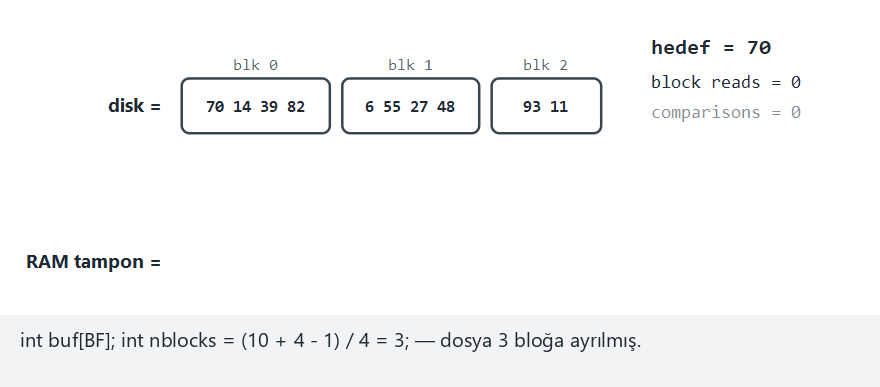 hedef = 70
blk 0 blk 1 blk 2
block reads = 0
disk = 70 14 39 82 6 55 27 48 93 11
comparisons = 0
RAM tampon =
int buf[BF]; int nblocks = (10 + 4 - 1) / 4 = 3; — dosya 3 bloğa ayrılmış.